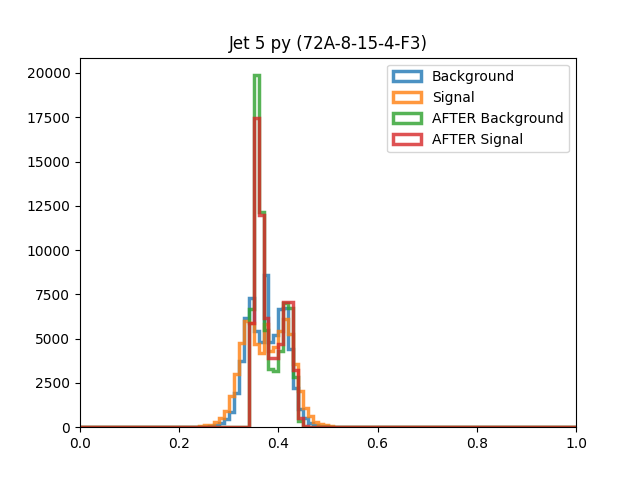 Jet 5 py (72A-8-15-4-F3)
20000
17500
15000
12500
10000
7500
5000
2500
0
0.0 0.2 0.4 0.6 0.8 1.0
Background
Signal
AFTER Background
AFTER Signal